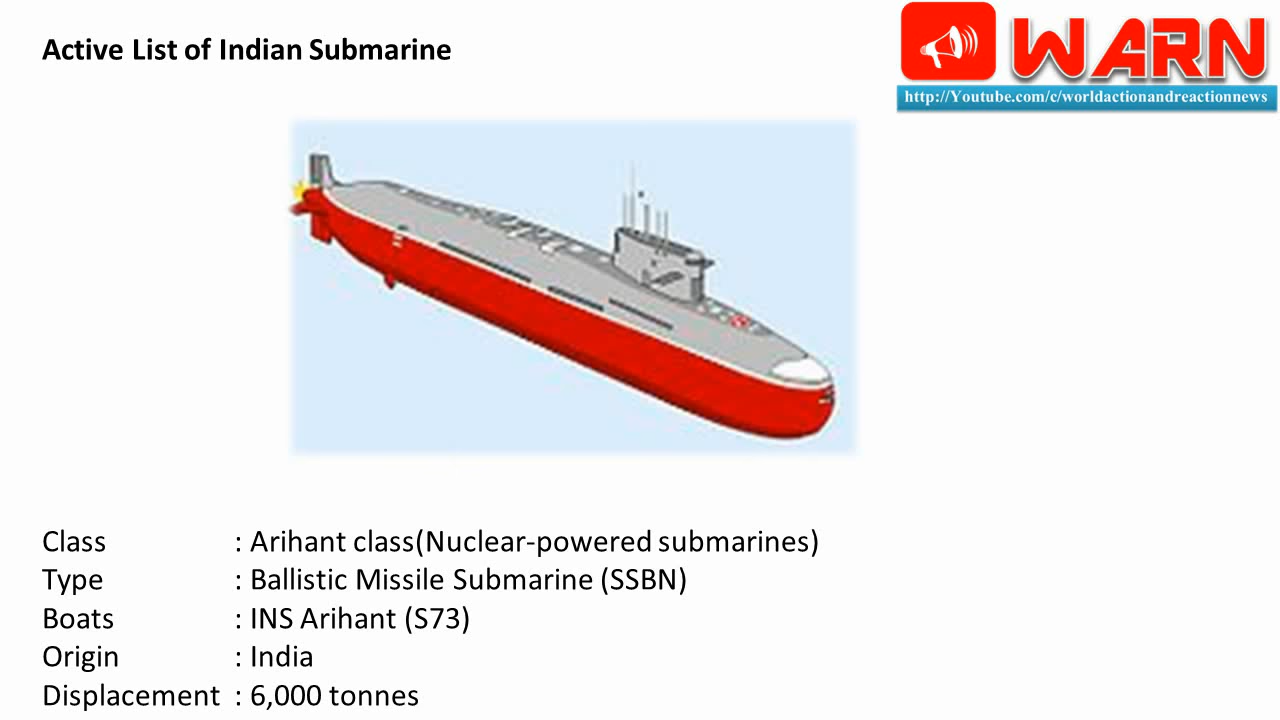 Active List of Indian Submarine
WARN
http://Youtube.com/c/worldactionandreactionnews
Class : Arihant class(Nuclear-powered submarines)
Type : Ballistic Missile Submarine (SSBN)
Boats : INS Arihant (S73)
Origin : India
Displacement : 6,000 tonnes